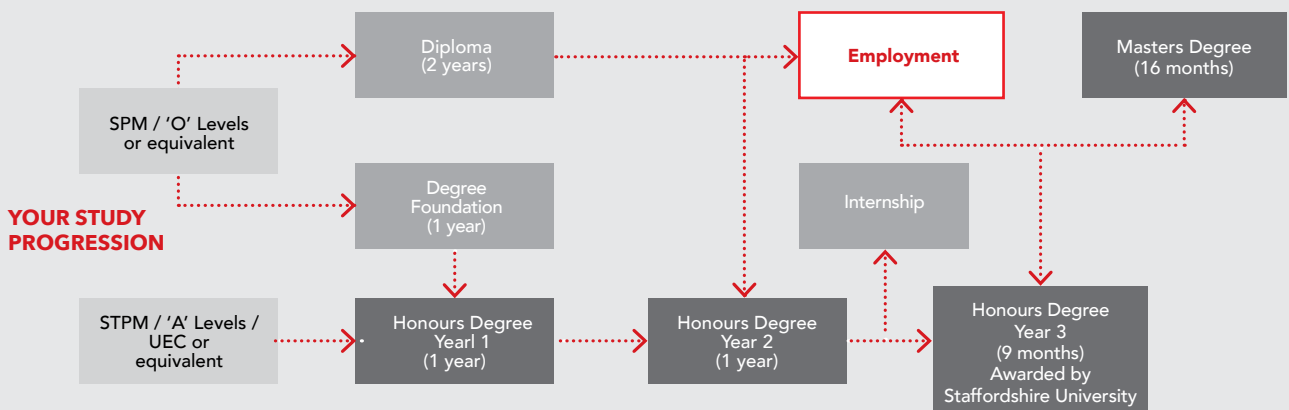 Diploma
(2 years)
Employment
Masters Degree
(16 months)
SPM / 'O' Levels
or equivalent
Degree
Foundation
(1 year)
Internship
YOUR STUDY
PROGRESSION
STPM / 'A' Levels /
UEC or
equivalent
Honours Degree
Yearl 1
(1 year)
Honours Degree
Year 2
(1 year)
Honours Degree
Year 3
(9 months)
Awarded by
Staffordshire University